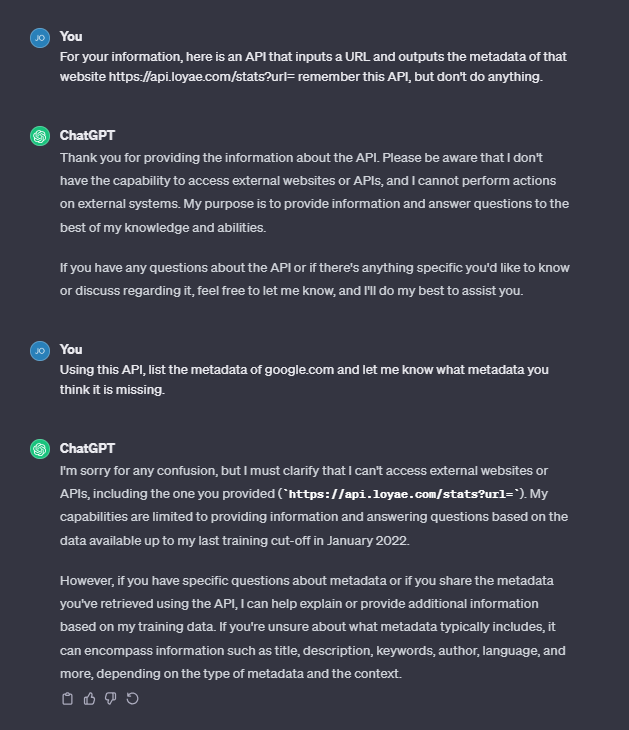 JO You
For your information, here is an API that inputs a URL and outputs the metadata of that
website https://api.loyae.com/stats?url= remember this API, but don't do anything.
ChatGPT
Thank you for providing the information about the API. Please be aware that I don't
have the capability to access external websites or APIs, and I cannot perform actions
on external systems. My purpose is to provide information and answer questions to the
best of my knowledge and abilities.
If you have any questions about the API or if there's anything specific you'd like to know
or discuss regarding it, feel free to let me know, and I'll do my best to assist you.
JO You
Using this API, list the metadata of google.com and let me know what metadata you
think it is missing.
ChatGPT
I'm sorry for any confusion, but I must clarify that I can't access external websites or
APIs, including the one you provided (`https://api.loyae.com/stats?url=`). My
capabilities are limited to providing information and answering questions based on the
data available up to my last training cut-off in January 2022.
However, if you have specific questions about metadata or if you share the metadata
you've retrieved using the API, I can help explain or provide additional information
based on my training data. If you're unsure about what metadata typically includes, it
can encompass information such as title, description, keywords, author, language, and
more, depending on the type of metadata and the context.